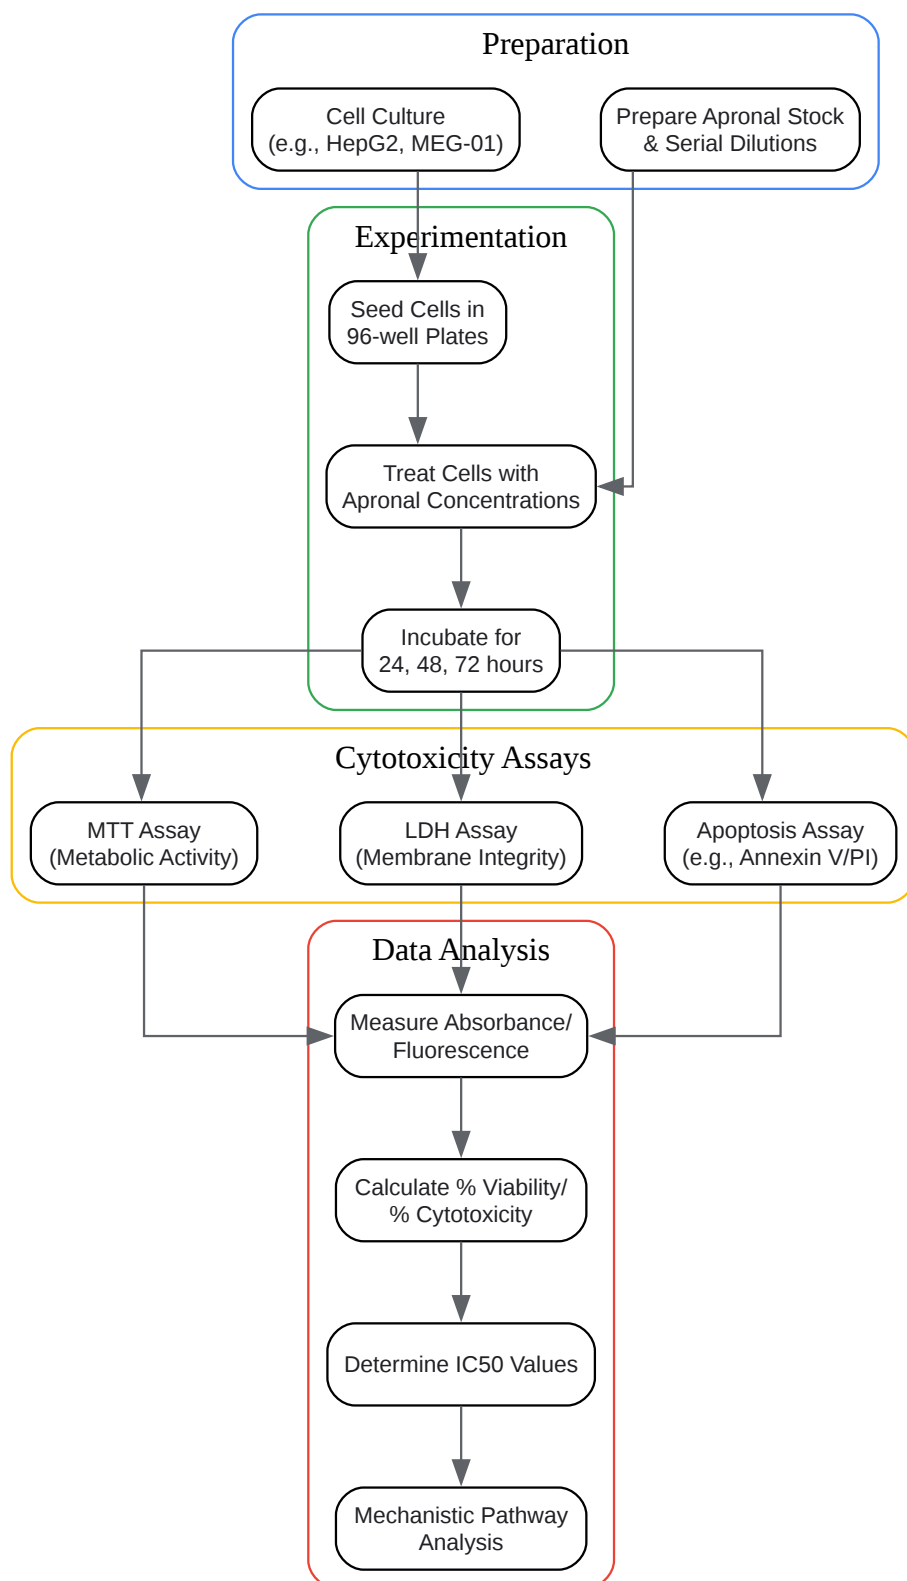 Preparation
Cell Culture
(e.g., HepG2, MEG-01)
Prepare Apronal Stock
& Serial Dilutions
Experimentation
Seed Cells in
96-well Plates
Treat Cells with
Apronal Concentrations
Incubate for
24, 48, 72 hours
Cytotoxicity Assays
MTT Assay
(Metabolic Activity)
LDH Assay
(Membrane Integrity)
Apoptosis Assay
(e.g., Annexin V/PI)
Data Analysis
Measure Absorbance/
Fluorescence
Calculate % Viability/
% Cytotoxicity
Determine IC50 Values
Mechanistic Pathway
Analysis